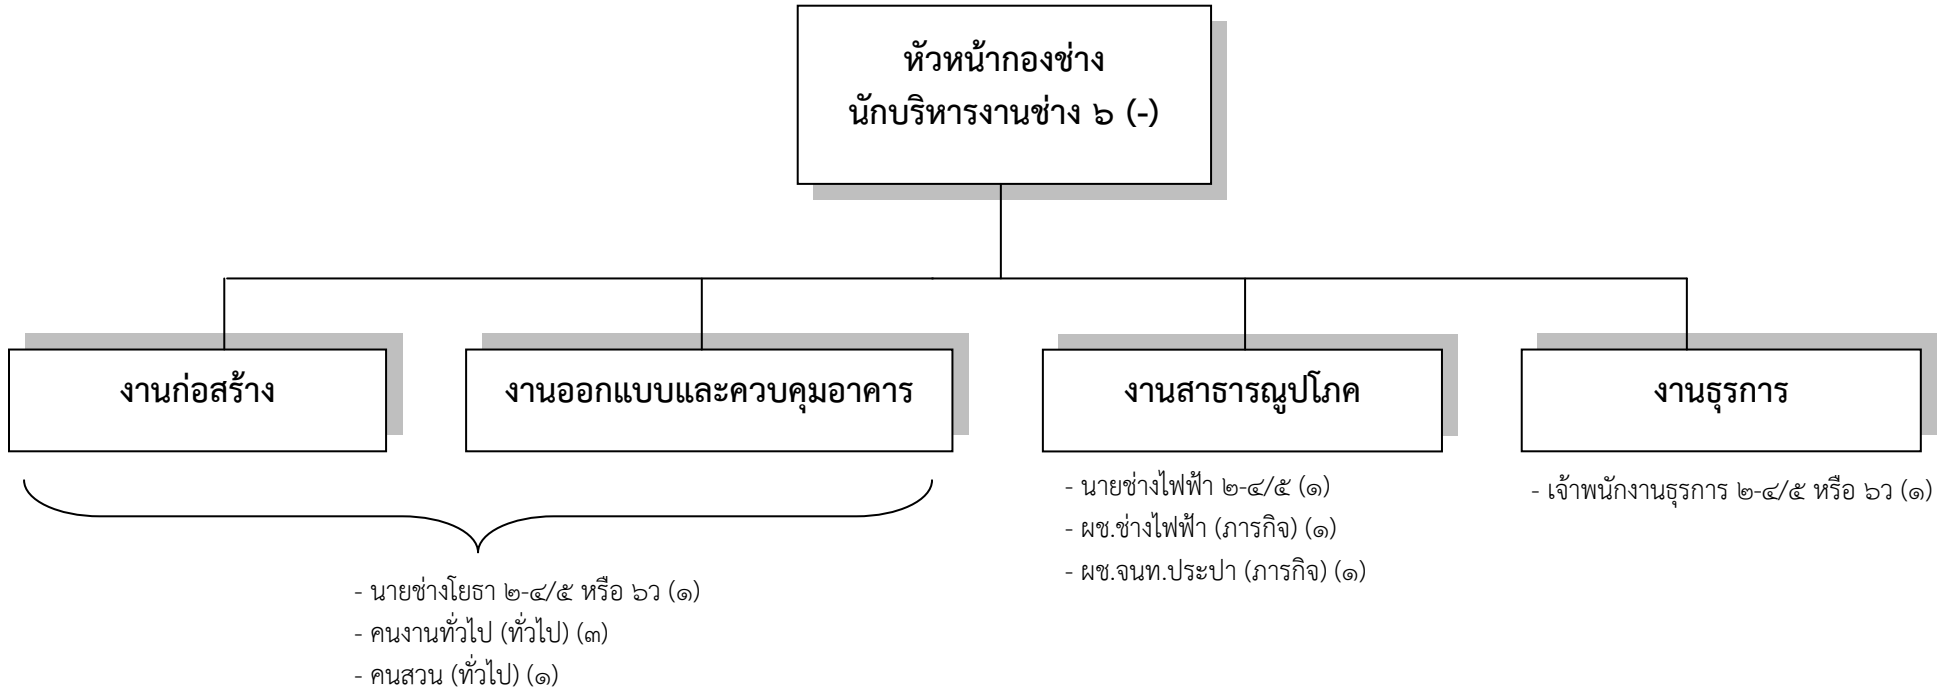 หัวหน้ากองช่าง
นักบริหารงานช่าง ๖ (-)
งานก่อสร้าง
งานออกแบบและควบคุมอาคาร
งานสาธารณูปโภค
งานธุรการ
- นายช่างโยธา ๒-๔/๕ หรือ ๖ว (๑)
- คนงานทั่วไป (ทั่วไป) (๓)
- คนสวน (ทั่วไป) (๑)
- นายช่างไฟฟ้า ๒-๔/๕ (๑)
- ผช.ช่างไฟฟ้า (ภารกิจ) (๑)
- ผช.จนท.ประปา (ภารกิจ) (๑)
- เจ้าพนักงานธุรการ ๒-๔/๕ หรือ ๖ว (๑)